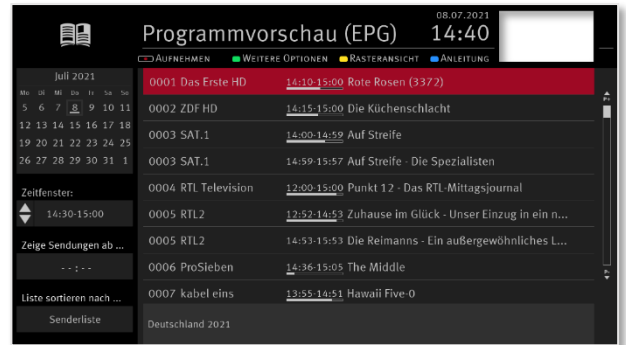 08.07.2021
Programmvorschau (EPG) 14:40
Aufnehmen Weitere Optionen Rasteransicht Anleitung
Juli 2021
Mo Di Mi Do Fr Sa So
5 6 7 8 9 10 11
12 13 14 15 16 17 18
19 20 21 22 23 24 25
26 27 28 29 30 31 1
Zeitfenster:
14:30-15:00
Zeige Sendungen ab ...
--:--
Liste sortieren nach ...
Senderliste
0001 Das Erste HD 14:10-15:00 Rote Rosen (3372)
0002 ZDF HD 14:15-15:00 Die Küchenschlacht
0003 SAT.1 14:00-14:59 Auf Streife
0003 SAT.1 14:59-15:57 Auf Streife - Die Spezialisten
0004 RTL Television 12:00-15:00 Punkt 12 - Das RTL-Mittagsjournal
0005 RTL2 12:52-14:53 Zuhause im Glück - Unser Einzug in ein n...
0005 RTL2 14:53-15:53 Die Reimanns - Ein außergewöhnliches L...
0006 ProSieben 14:36-15:05 The Middle
0007 kabel eins 13:55-14:51 Hawaii Five-0
Deutschland 2021
P+
P-